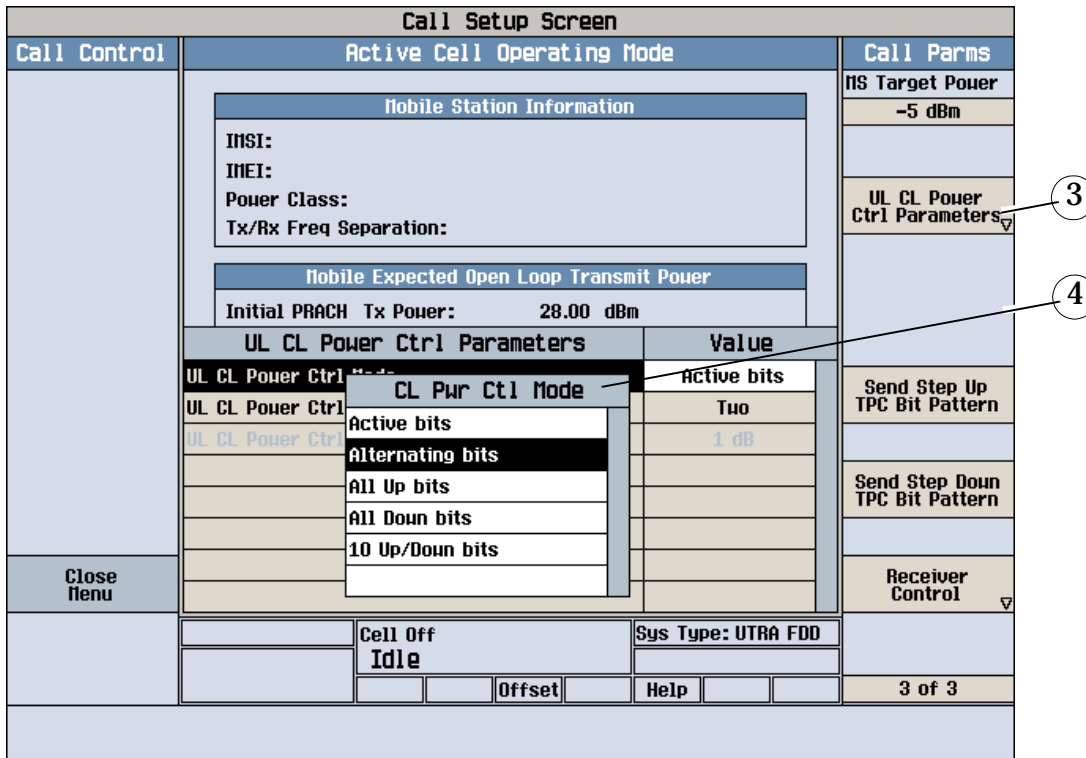 Call Setup Screen
Call Control
Active Cell Operating Mode
Call Parms
Mobile Station Information
IMSI:
IMEI:
Power Class:
Tx/Rx Freq Separation:
Mobile Expected Open Loop Transmit Power
Initial PRACH Tx Power: 28.00 dBm
UL CL Power Ctrl Parameters
Value
UL CL Power Ctrl
Active bits
UL CL Power Ctrl
Two
UL CL Power Ctrl
1 dB
CL Pwr Ctl Mode
Active bits
Alternating bits
All Up bits
All Down bits
10 Up/Down bits
Close
Menu
Cell Off
Idle
Sys Type: UTRA FDD
Offset
Help
MS Target Power
-5 dBm
UL CL Power
Ctrl Parameters
3
4
Send Step Up
TPC Bit Pattern
Send Step Down
TPC Bit Pattern
Receiver
Control
3 of 3